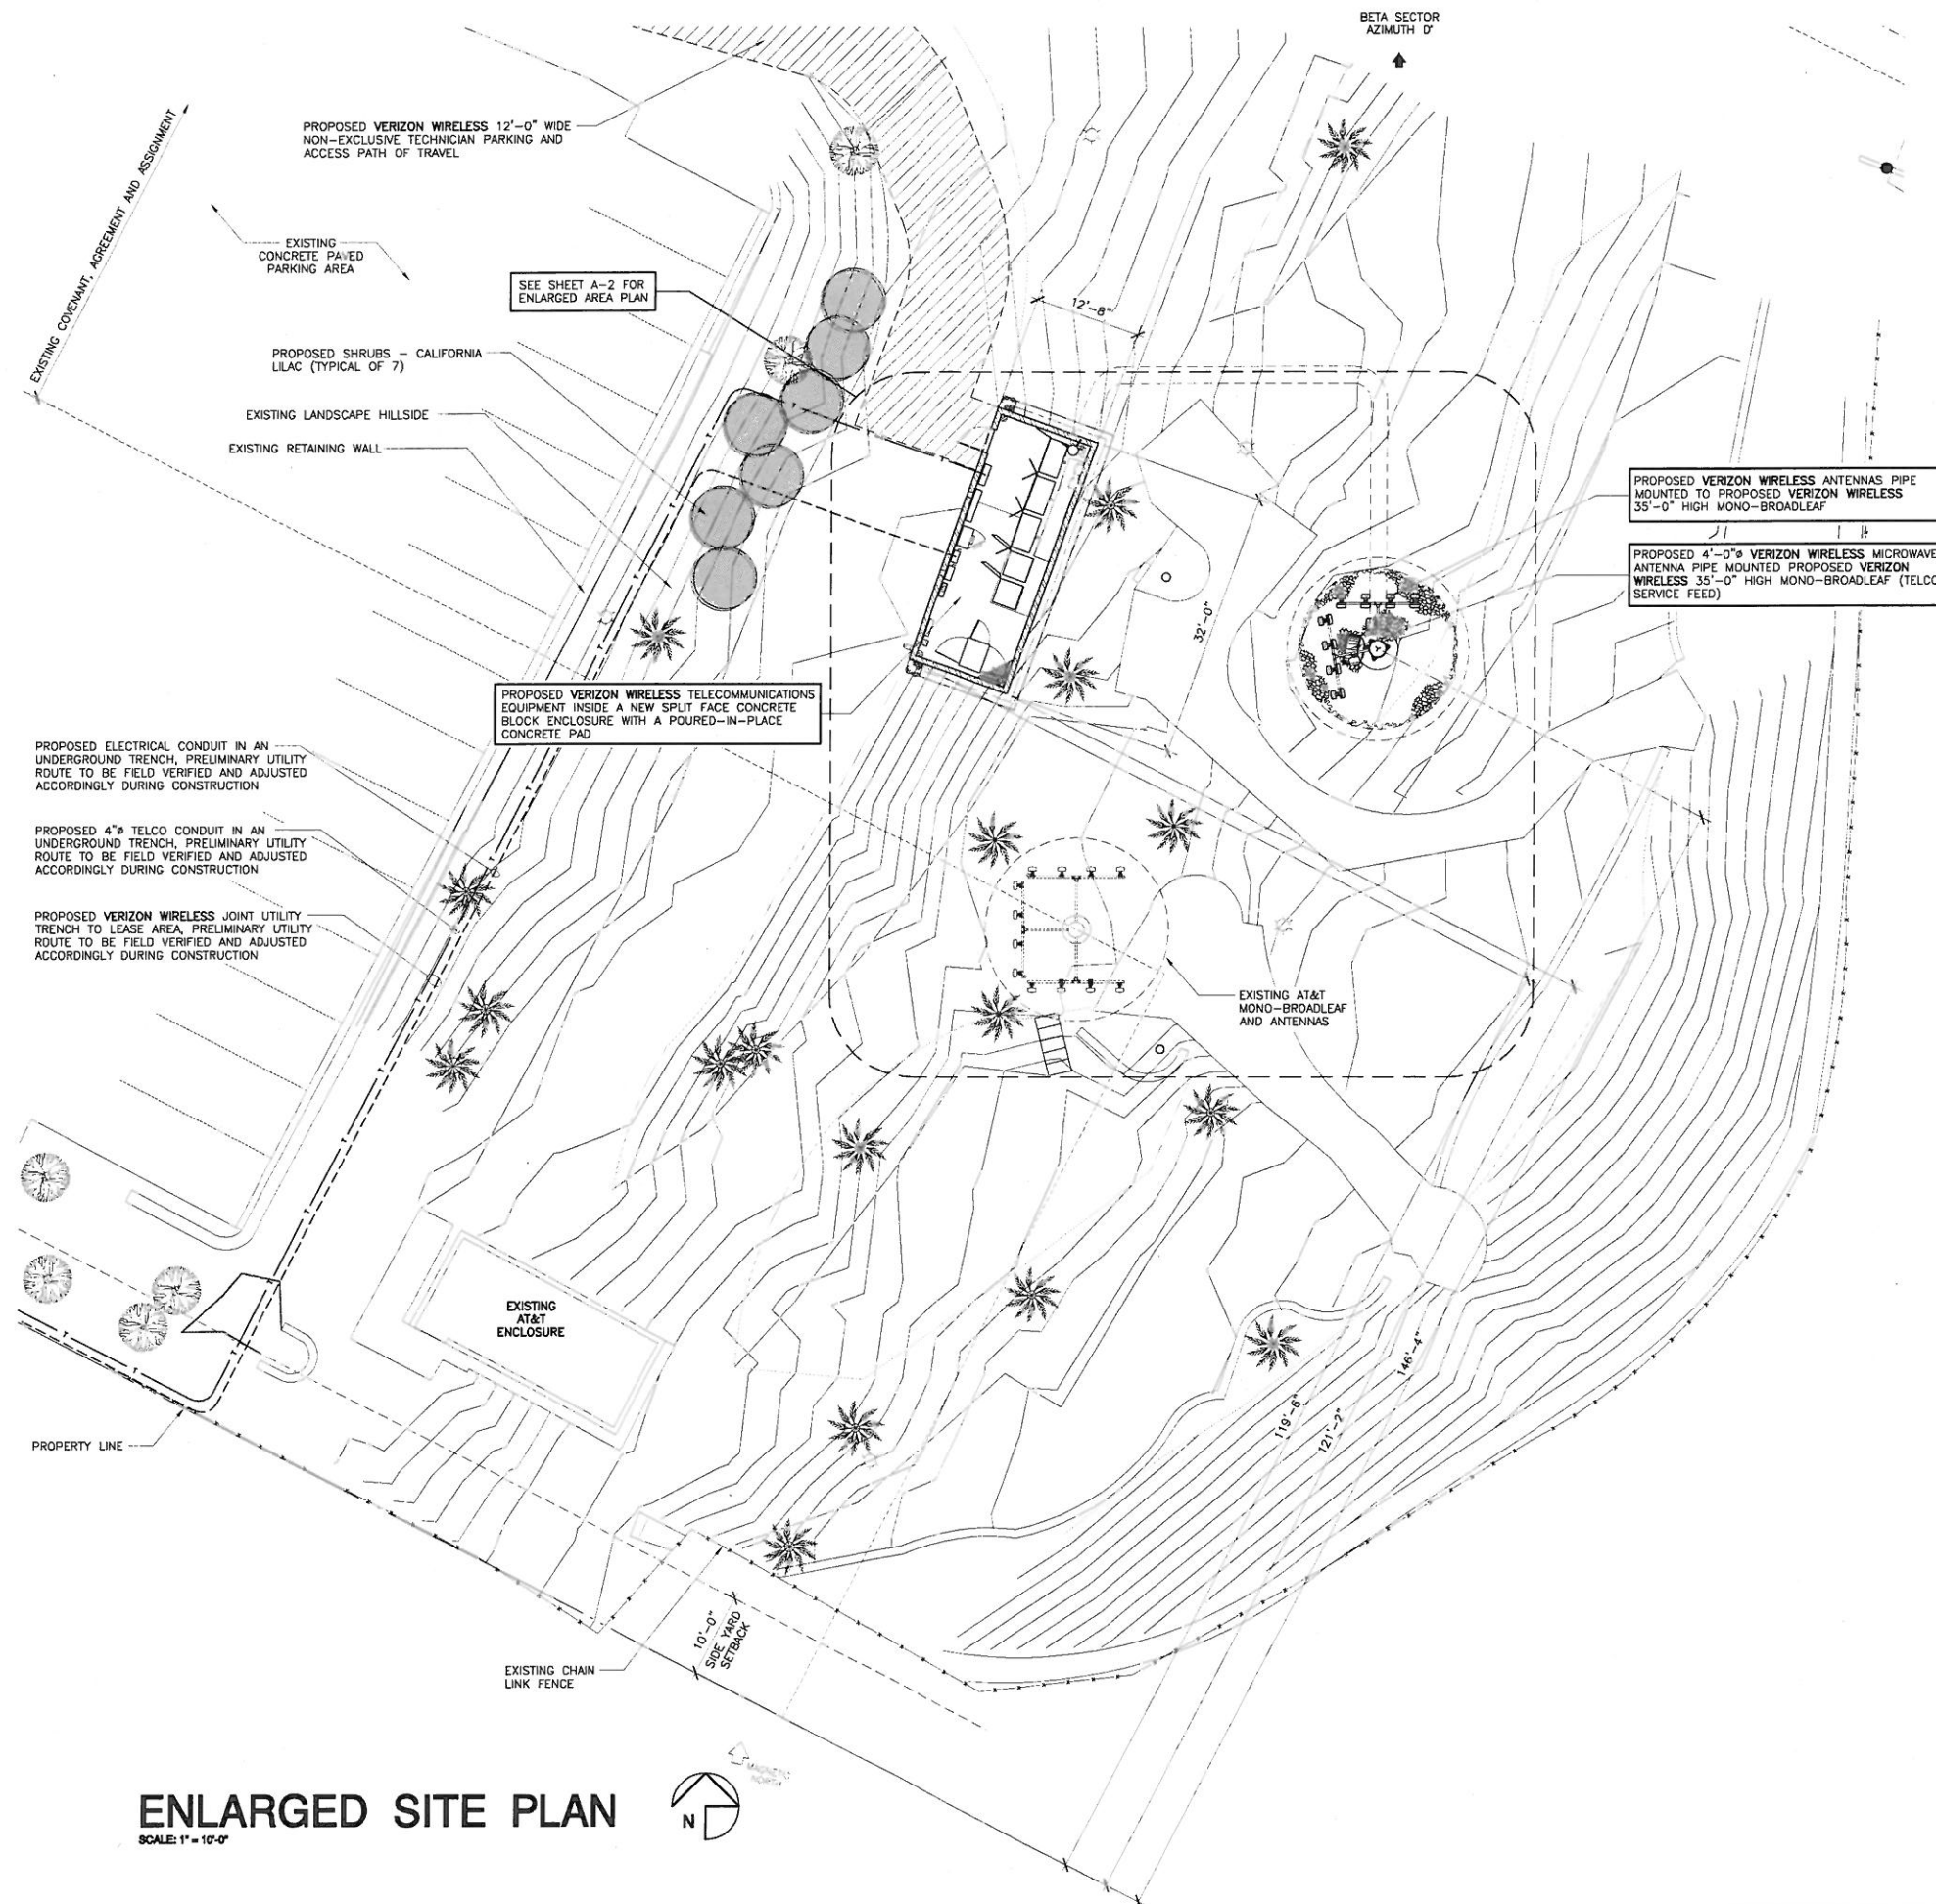 BETA SECTOR
AZIMUTH D'
PROPOSED VERIZON WIRELESS 12'-0" WIDE
NON-EXCLUSIVE TECHNICIAN PARKING AND
ACCESS PATH OF TRAVEL
EXISTING COVENANT, AGREEMENT AND ASSIGNMENT
EXISTING
CONCRETE PAVED
PARKING AREA
SEE SHEET A-2 FOR
ENLARGED AREA PLAN
12'-8"
PROPOSED SHRUBS - CALIFORNIA
LILAC (TYPICAL OF 7)
EXISTING LANDSCAPE HILLSIDE
EXISTING RETAINING WALL
PROPOSED VERIZON WIRELESS ANTENNAS PIPE
MOUNTED TO PROPOSED VERIZON WIRELESS
35'-0" HIGH MONO-BROADLEAF
PROPOSED 4'-0"ø VERIZON WIRELESS MICROWAVE
ANTENNA PIPE MOUNTED PROPOSED VERIZON
WIRELESS 35'-0" HIGH MONO-BROADLEAF (TELCO
SERVICE FEED)
32'-0"
PROPOSED VERIZON WIRELESS TELECOMMUNICATIONS
EQUIPMENT INSIDE A NEW SPLIT FACE CONCRETE
BLOCK ENCLOSURE WITH A POURED-IN-PLACE
CONCRETE PAD
PROPOSED ELECTRICAL CONDUIT IN AN
UNDERGROUND TRENCH, PRELIMINARY UTILITY
ROUTE TO BE FIELD VERIFIED AND ADJUSTED
ACCORDINGLY DURING CONSTRUCTION
PROPOSED 4"ø TELCO CONDUIT IN AN
UNDERGROUND TRENCH, PRELIMINARY UTILITY
ROUTE TO BE FIELD VERIFIED AND ADJUSTED
ACCORDINGLY DURING CONSTRUCTION
PROPOSED VERIZON WIRELESS JOINT UTILITY
TRENCH TO LEASE AREA, PRELIMINARY UTILITY
ROUTE TO BE FIELD VERIFIED AND ADJUSTED
ACCORDINGLY DURING CONSTRUCTION
EXISTING AT&T
MONO-BROADLEAF
AND ANTENNAS
EXISTING
AT&T
ENCLOSURE
146'-4"
119'-6"
121'-2"
PROPERTY LINE
10'-0"
SIDE YARD
SETBACK
EXISTING CHAIN
LINK FENCE
MAGNETIC
NORTH
N
ENLARGED SITE PLAN
SCALE: 1" = 10'-0"